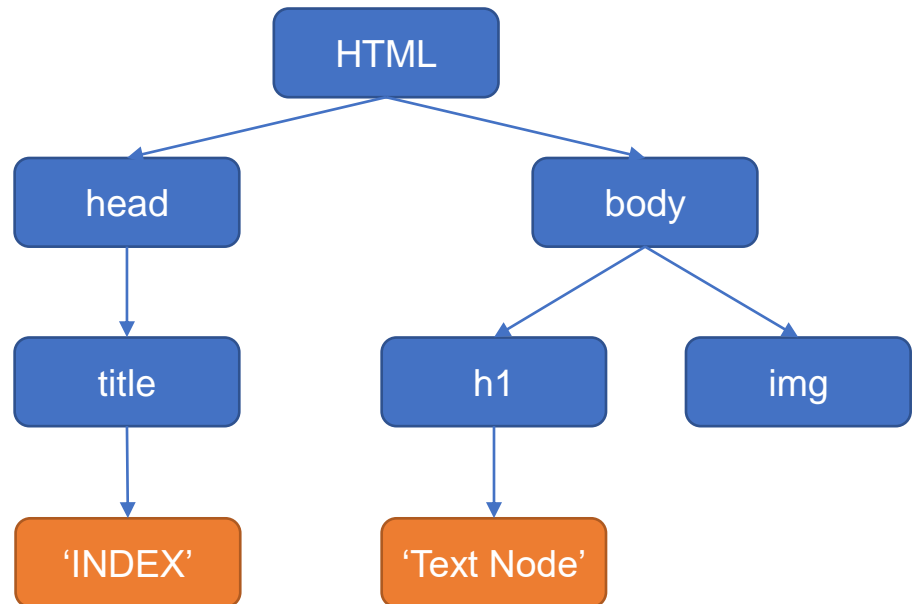 HTML
head
body
title
h1
img
‘INDEX’
‘Text Node’